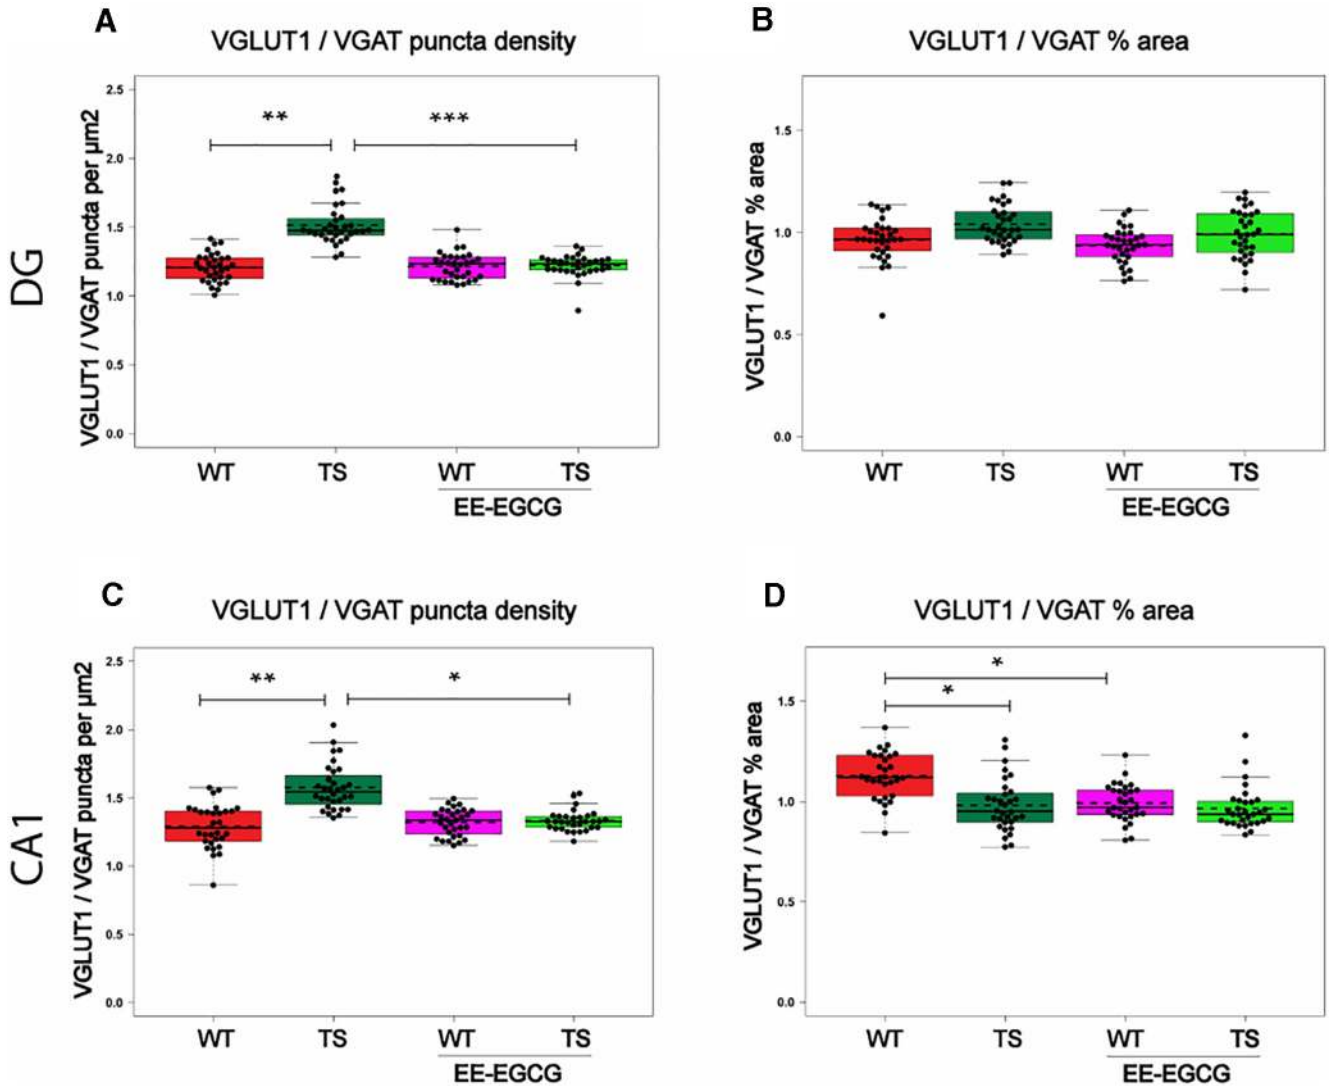 A
VGLUT1 / VGAT puncta density
DG
VGLUT1 / VGAT puncta per µm2
2.5
2.0
1.5
1.0
0.5
0.0
** ***
WT TS WT TS
EE-EGCG
B
VGLUT1 / VGAT % area
VGLUT1 / VGAT % area
1.5
1.0
0.5
0.0
WT TS WT TS
EE-EGCG
C
VGLUT1 / VGAT puncta density
CA1
VGLUT1 / VGAT puncta per µm2
2.5
2.0
1.5
1.0
0.5
0.0
** *
WT TS WT TS
EE-EGCG
D
VGLUT1 / VGAT % area
VGLUT1 / VGAT % area
1.5
1.0
0.5
0.0
*
*
WT TS WT TS
EE-EGCG